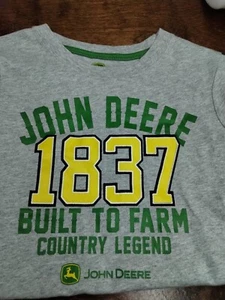 JOHN DEERE
1837
BUILT TO FARM
COUNTRY LEGEND
JOHN DEERE